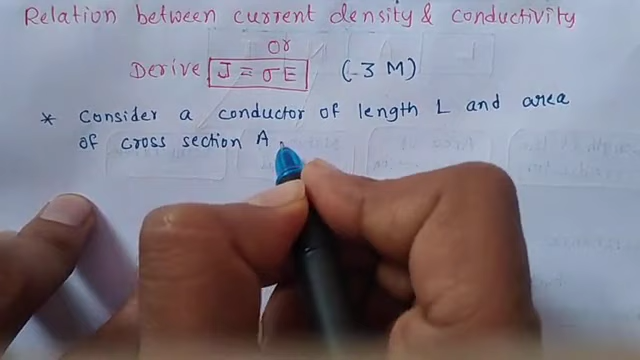 Relation between current density & conductivity
Or
Derive J = σE (-3 M)
* Consider a conductor of length L and area
of cross section A